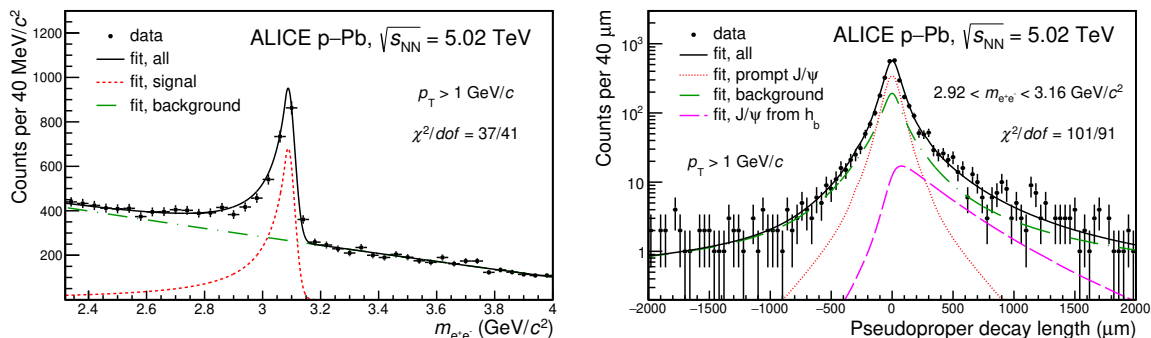 Counts per 40 MeV/c²
1200
1000
800
600
400
200
data
fit, all
fit, signal
fit, background
ALICE p–Pb, √sNN = 5.02 TeV
pT > 1 GeV/c
χ²/dof = 37/41
2.4 2.6 2.8 3 3.2 3.4 3.6 3.8 4
me⁺e⁻ (GeV/c²)
Counts per 40 μm
10³
10²
10
1
data
fit, all
fit, prompt J/ψ
fit, background
fit, J/ψ from hb
ALICE p–Pb, √sNN = 5.02 TeV
2.92 < me⁺e⁻ < 3.16 GeV/c²
χ²/dof = 101/91
pT > 1 GeV/c
−2000 −1500 −1000 −500 0 500 1000 1500 2000
Pseudoproper decay length (μm)